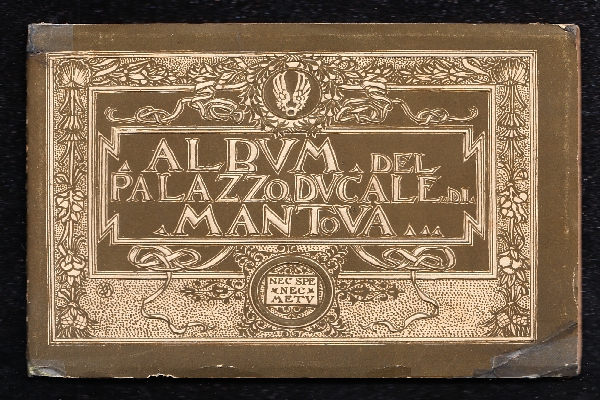 ALBVM DEL
PALAZZO DVCALE DI
MANTOVA
NEC SPE
NEC
METV